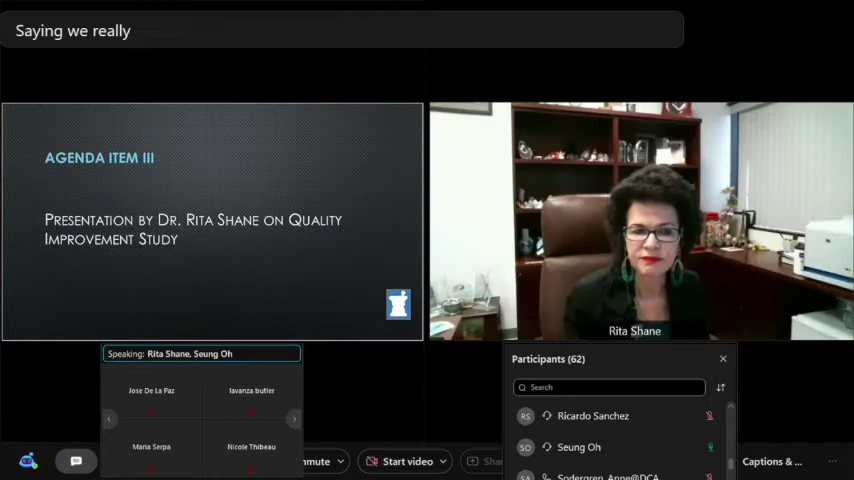 Saying we really
AGENDA ITEM III
PRESENTATION BY DR. RITA SHANE ON QUALITY
IMPROVEMENT STUDY
Rita Shane
Speaking: Rita Shane, Seung Oh
Jose De La Paz
lavanza butler
Maria Serpa
Nicole Thibeau
Participants (62)
Search
RS
Ricardo Sanchez
SO
Seung Oh
Sodergren, Anne@DCA
mute
Start video
Shar
Captions & ...